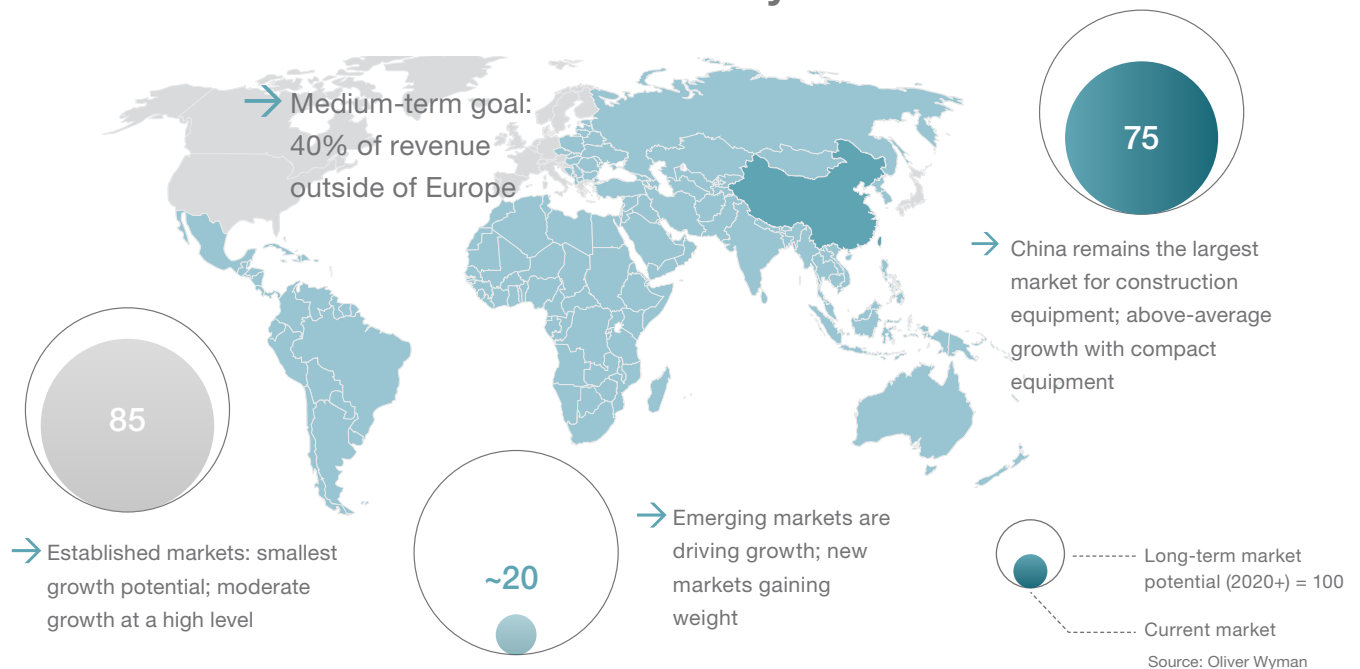 Medium-term goal:
40% of revenue
outside of Europe
75
China remains the largest
market for construction
equipment; above-average
growth with compact
equipment
85
Established markets: smallest
growth potential; moderate
growth at a high level
~20
Emerging markets are
driving growth; new
markets gaining
weight
Long-term market
potential (2020+) = 100
Current market
Source: Oliver Wyman